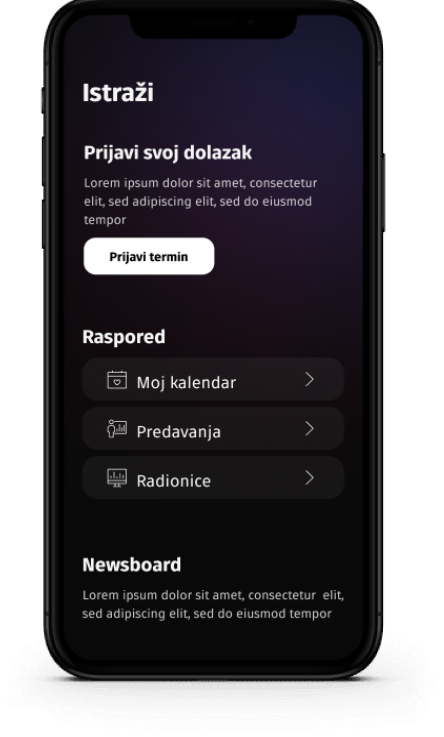 Istraži
Prijavi svoj dolazak
Lorem ipsum dolor sit amet, consectetur
elit, sed adipiscing elit, sed do eiusmod
tempor
Prijavi termin
Raspored
Moj kalendar
Predavanja
Radionice
Newsboard
Lorem ipsum dolor sit amet, consectetur elit,
sed adipiscing elit, sed do eiusmod tempor